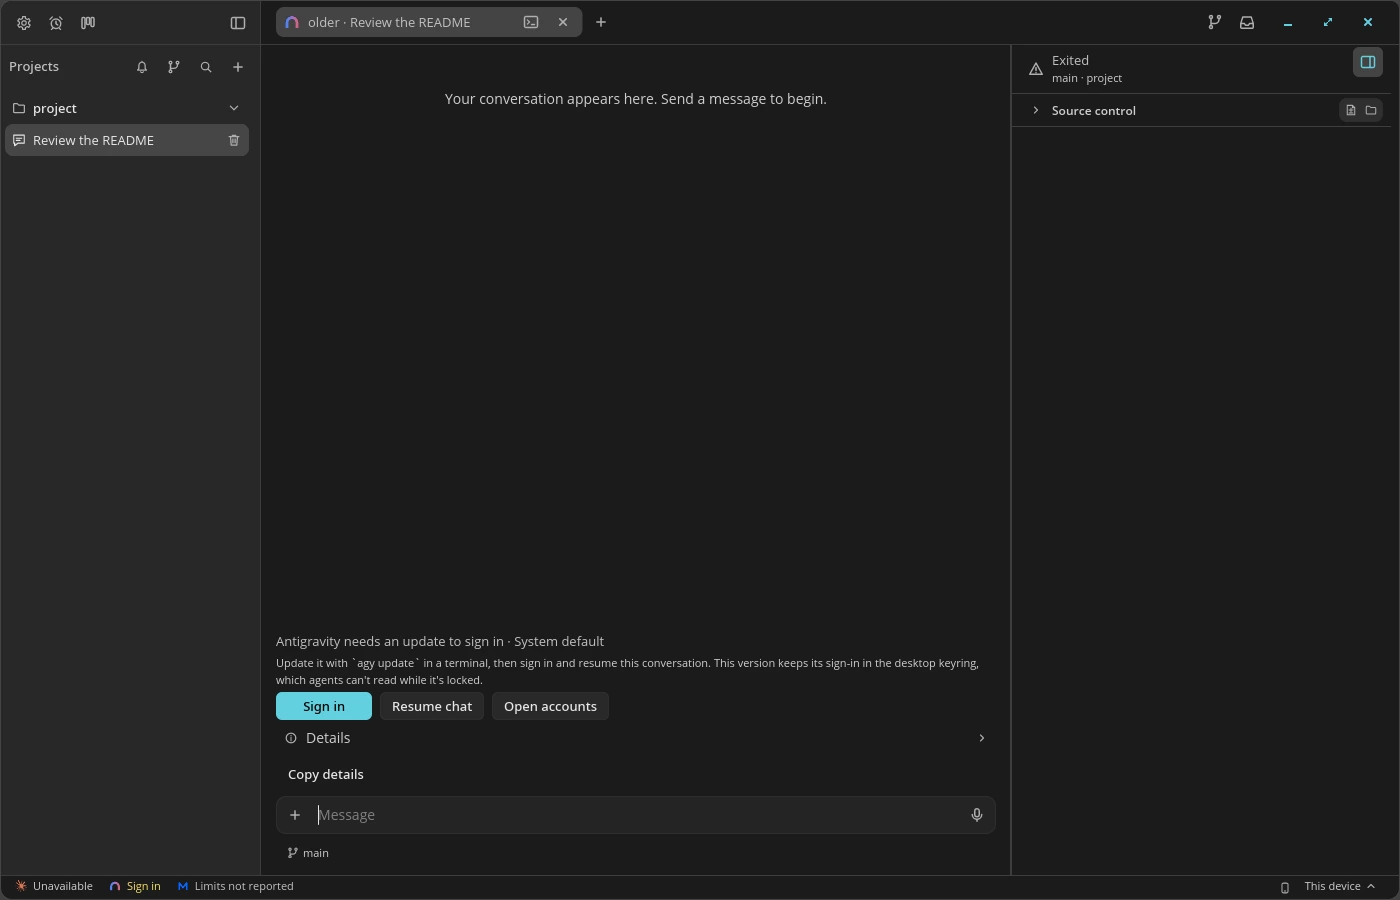 older · Review the README
Projects
project
Review the README
Your conversation appears here. Send a message to begin.
Exited
main · project
Source control
Antigravity needs an update to sign in · System default
Update it with `agy update` in a terminal, then sign in and resume this conversation. This version keeps its sign-in in the desktop keyring,
which agents can't read while it's locked.
Sign in
Resume chat
Open accounts
Details
Copy details
Message
main
Unavailable
Sign in
Limits not reported
This device